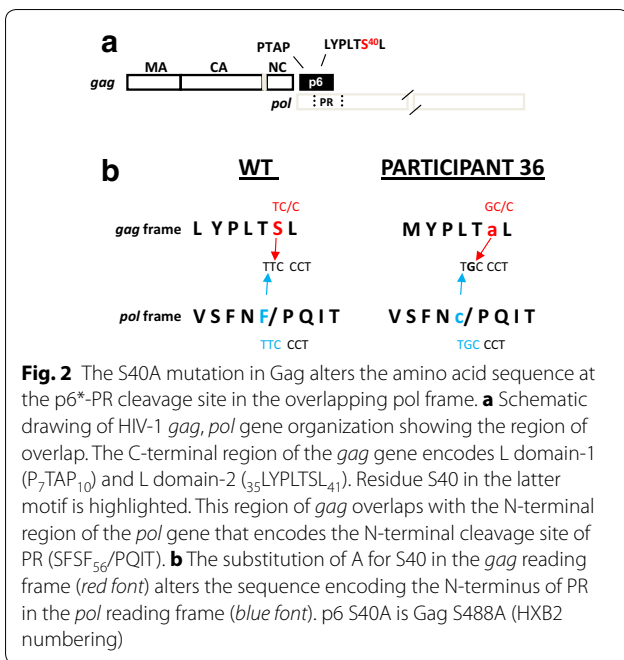 a
PTAP LYPLTS⁴⁰L
MA CA NC
gag p6
pol PR
b WT PARTICIPANT 36
TC/C GC/C
gag frame L Y P L T S L M Y P L T a L
TTC CCT TGC CCT
pol frame V S F N F/ P Q I T V S F N c/ P Q I T
TTC CCT TGC CCT
Fig. 2 The S40A mutation in Gag alters the amino acid sequence at
the p6*-PR cleavage site in the overlapping pol frame. a Schematic
drawing of HIV-1 gag, pol gene organization showing the region of
overlap. The C-terminal region of the gag gene encodes L domain-1
(P₇TAP₁₀) and L domain-2 (₃₅LYPLTSL₄₁). Residue S40 in the latter
motif is highlighted. This region of gag overlaps with the N-terminal
region of the pol gene that encodes the N-terminal cleavage site of
PR (SFSF₅₆/PQIT). b The substitution of A for S40 in the gag reading
frame (red font) alters the sequence encoding the N-terminus of PR
in the pol reading frame (blue font). p6 S40A is Gag S488A (HXB2
numbering)